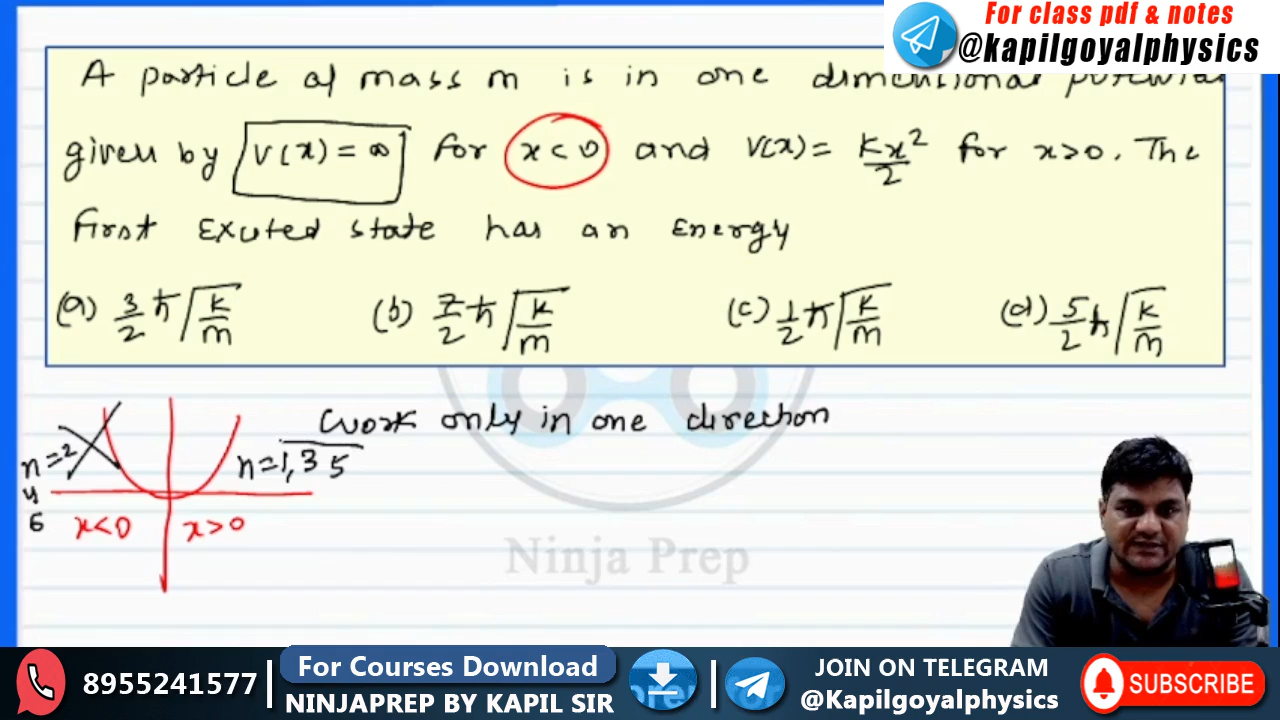 For class pdf & notes
@kapilgoyalphysics
A particle of mass m is in one dimensional potential
given by V(x) = ∞ for x < 0 and V(x) = Kx²/2 for x > 0. The
first Exuted state has an Energy
(a) 3/2 ħ √(k/m) (b) 7/2 ħ √(k/m) (c) 1/2 ħ √(k/m) (d) 5/2 ħ √(k/m)
work only in one direction
n=2
4
6
n=1,3 5
x<0 x>0
Ninja Prep
8955241577
For Courses Download
NINJAPREP BY KAPIL SIR
JOIN ON TELEGRAM
@Kapilgoyalphysics
SUBSCRIBE